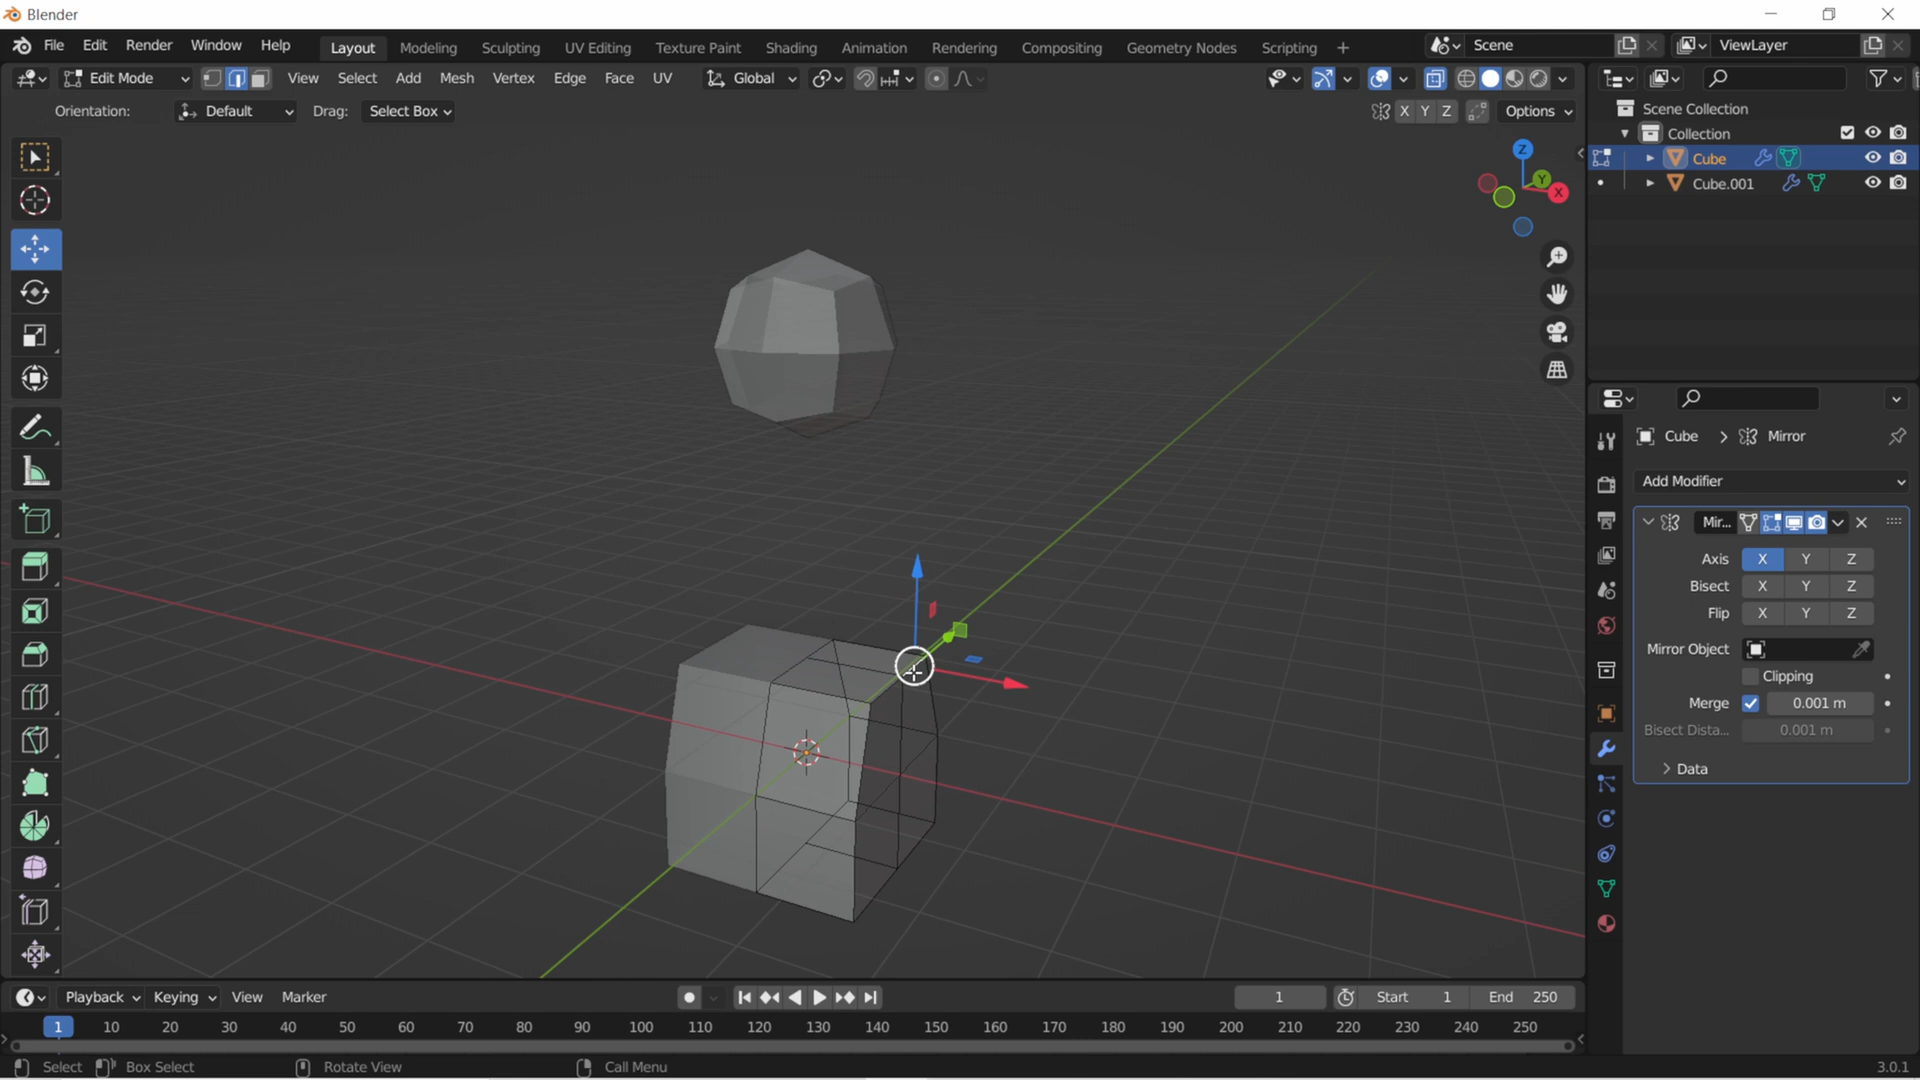 Blender
File Edit Render Window Help Layout Modeling Sculpting UV Editing Texture Paint Shading Animation Rendering Compositing Geometry Nodes Scripting + Scene ViewLayer
Edit Mode View Select Add Mesh Vertex Edge Face UV Global
Orientation: Default Drag: Select Box X Y Z Options
Scene Collection
Collection
Cube
Cube.001
Z
Y
X
Cube > Mirror
Add Modifier
Mir...
Axis X Y Z
Bisect X Y Z
Flip X Y Z
Mirror Object
Clipping
Merge 0.001 m
Bisect Dista... 0.001 m
Data
Playback Keying View Marker 1 Start 1 End 250
1 10 20 30 40 50 60 70 80 90 100 110 120 130 140 150 160 170 180 190 200 210 220 230 240 250
Select Box Select Rotate View Call Menu 3.0.1